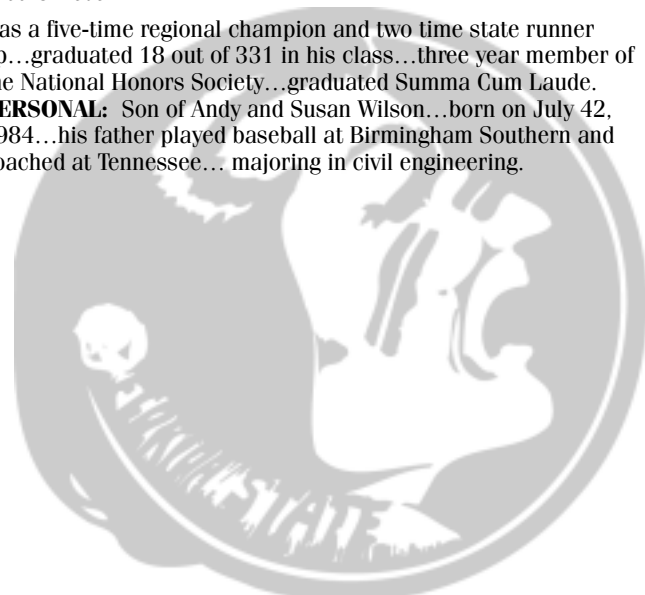 as a five-time regional champion and two time state runner
p…graduated 18 out of 331 in his class…three year member of
e National Honors Society…graduated Summa Cum Laude.
ERSONAL: Son of Andy and Susan Wilson…born on July 42,
984…his father played baseball at Birmingham Southern and
oached at Tennessee… majoring in civil engineering.
FLORIDA STATE